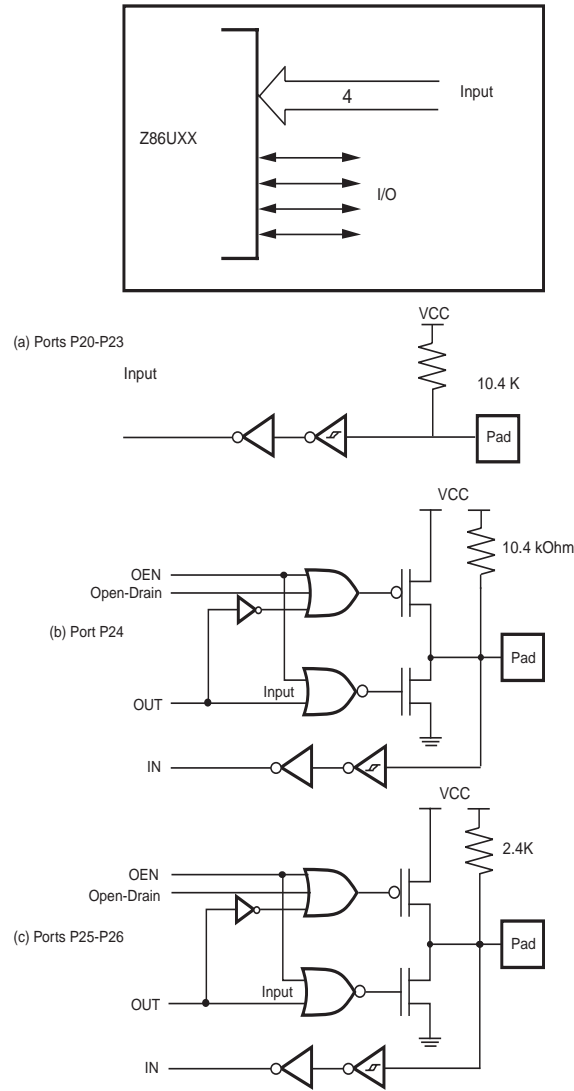 Z86UXX
4
Input
I/O
(a) Ports P20-P23
Input
VCC
10.4 K
Pad
(b) Port P24
VCC
10.4 kOhm
OEN
Open-Drain
Pad
Input
OUT
IN
(c) Ports P25-P26
VCC
2.4K
OEN
Open-Drain
Pad
Input
OUT
IN